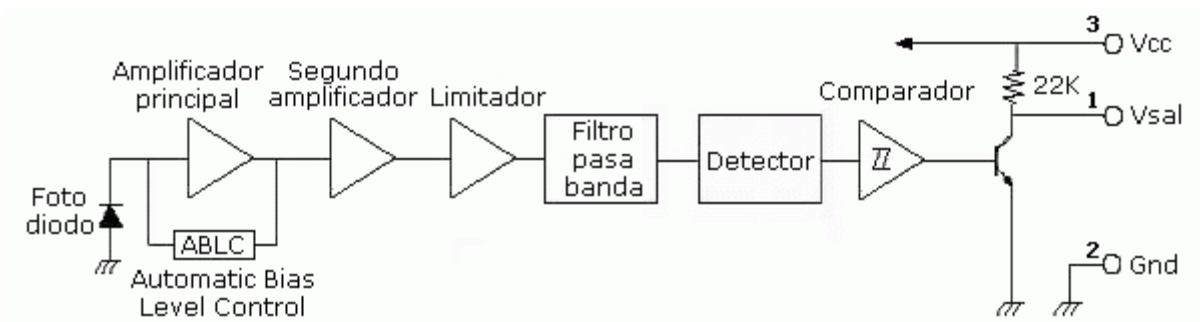 Amplificador
principal
Segundo
amplificador
Limitador
Filtro
pasa
banda
Detector
Comparador
3
Vcc
22K
1
Vsal
2
Gnd
Foto
diodo
ABLC
Automatic Bias
Level Control